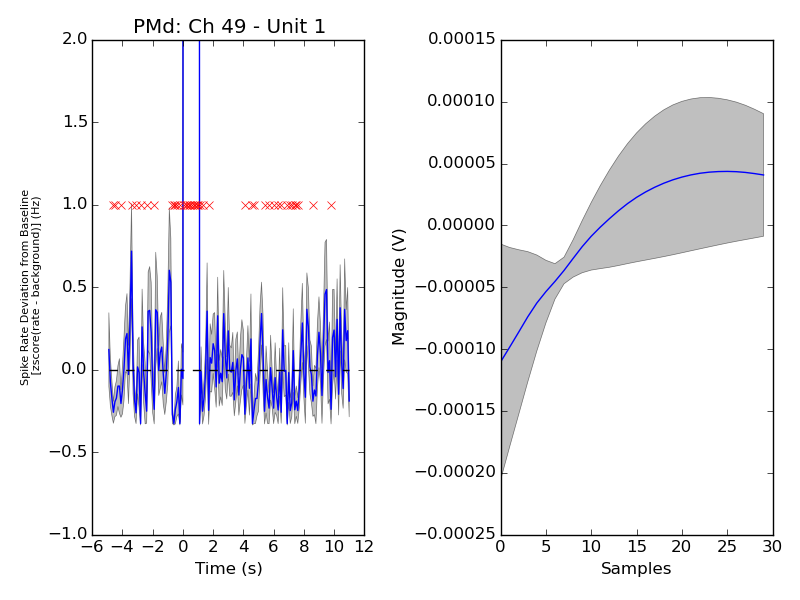 PMd: Ch 49 - Unit 1
2.0
1.5
1.0
0.5
0.0
−0.5
−1.0
−6 −4 −2 0 2 4 6 8 10 12
Time (s)
Spike Rate Deviation from Baseline
[zscore(rate - background)] (Hz)
0.00015
0.00010
0.00005
0.00000
−0.00005
−0.00010
−0.00015
−0.00020
−0.00025
0 5 10 15 20 25 30
Samples
Magnitude (V)